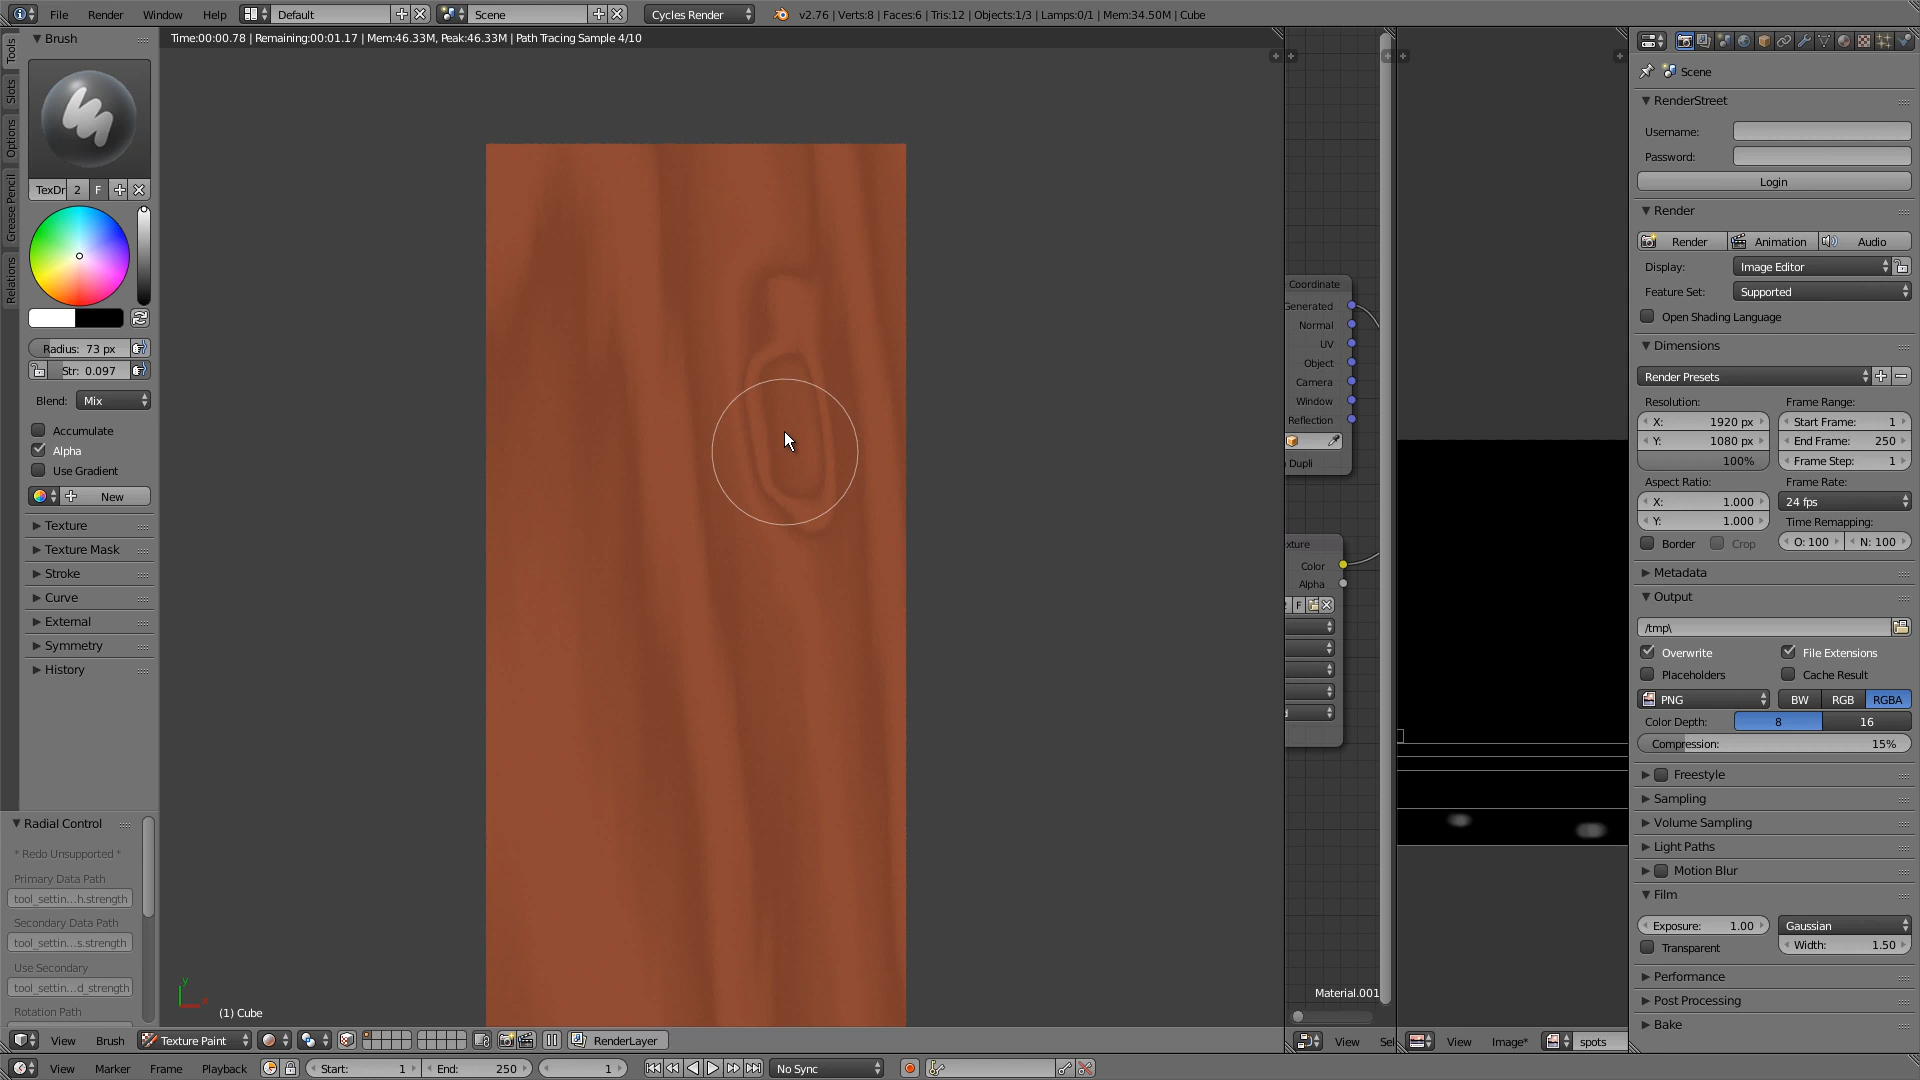 File Render Window Help Default Scene Cycles Render v2.76 | Verts:8 | Faces:6 | Tris:12 | Objects:1/3 | Lamps:0/1 | Mem:34.50M | Cube
Time:00:00.78 | Remaining:00:01.17 | Mem:46.33M, Peak:46.33M | Path Tracing Sample 4/10
Tools
Slots
Options
Grease Pencil
Relations
Brush
TexDr 2 F
Radius: 73 px
Str: 0.097
Blend: Mix
Accumulate
Alpha
Use Gradient
New
Texture
Texture Mask
Stroke
Curve
External
Symmetry
History
Radial Control
* Redo Unsupported *
Primary Data Path
tool_settin...h.strength
Secondary Data Path
tool_settin...s.strength
Use Secondary
tool_settin...d_strength
Rotation Path
y
x
(1) Cube
View Brush Texture Paint RenderLayer
Coordinate
Generated
Normal
UV
Object
Camera
Window
Reflection
Dupli
xture
Color
Alpha
F
Material.001
View Sel
View Image* spots
Scene
RenderStreet
Username:
Password:
Login
Render
Render Animation Audio
Display: Image Editor
Feature Set: Supported
Open Shading Language
Dimensions
Render Presets
Resolution: Frame Range:
X: 1920 px Start Frame: 1
Y: 1080 px End Frame: 250
100% Frame Step: 1
Aspect Ratio: Frame Rate:
X: 1.000 24 fps
Y: 1.000 Time Remapping:
Border Crop O: 100 N: 100
Metadata
Output
/tmp\
Overwrite File Extensions
Placeholders Cache Result
PNG BW RGB RGBA
Color Depth: 8 16
Compression: 15%
Freestyle
Sampling
Volume Sampling
Light Paths
Motion Blur
Film
Exposure: 1.00 Gaussian
Transparent Width: 1.50
Performance
Post Processing
Bake
View Marker Frame Playback Start: 1 End: 250 1 No Sync